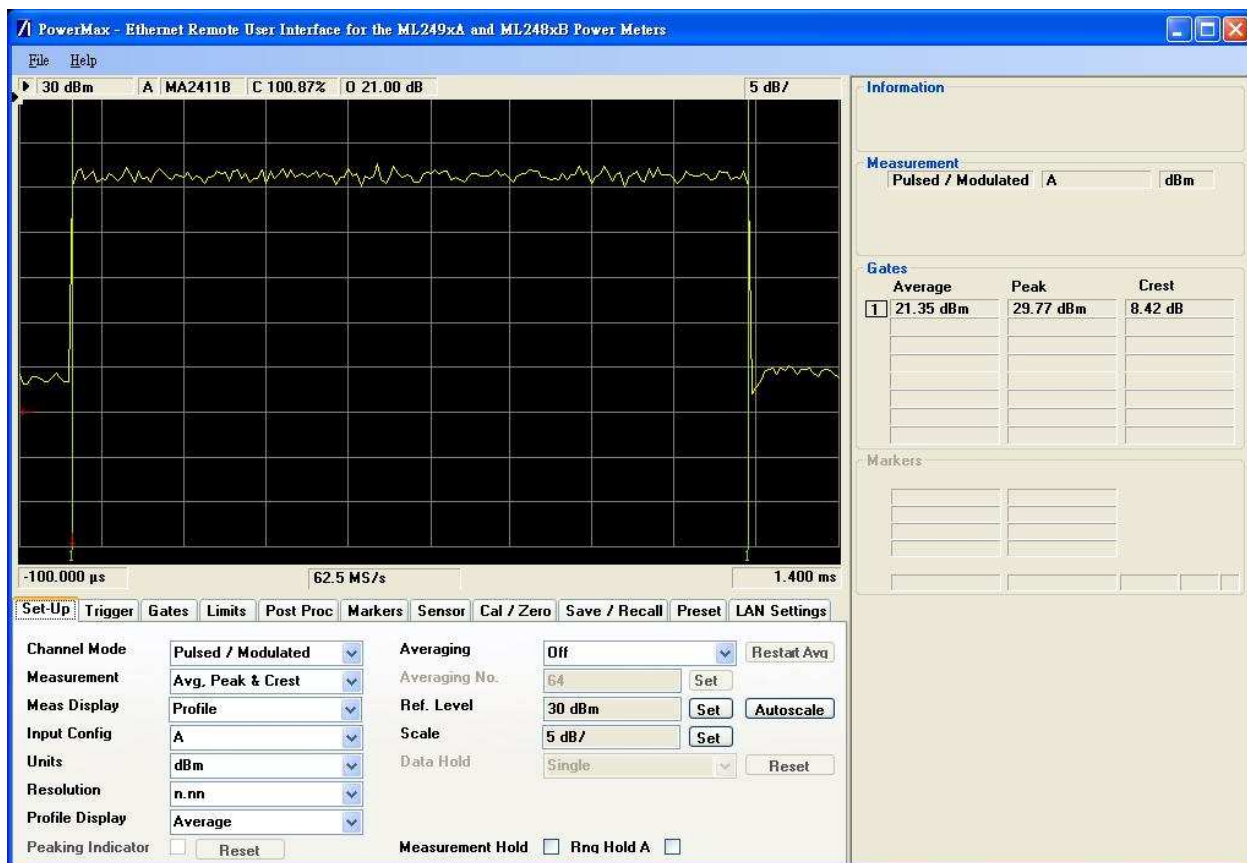 PowerMax - Ethernet Remote User Interface for the ML249xA and ML248xB Power Meters
File Help
30 dBm A MA2411B C 100.87% O 21.00 dB 5 dB/
1 1
-100.000 µs 62.5 MS/s 1.400 ms
Information
Measurement
Pulsed / Modulated A dBm
Gates
Average Peak Crest
1 21.35 dBm 29.77 dBm 8.42 dB
Markers
Set-Up Trigger Gates Limits Post Proc Markers Sensor Cal / Zero Save / Recall Preset LAN Settings
Channel Mode Pulsed / Modulated Averaging Off Restart Avg
Measurement Avg, Peak & Crest Averaging No. 64 Set
Meas Display Profile Ref. Level 30 dBm Set Autoscale
Input Config A Scale 5 dB/ Set
Units dBm Data Hold Single Reset
Resolution n.nn
Profile Display Average
Peaking Indicator Reset Measurement Hold Rng Hold A